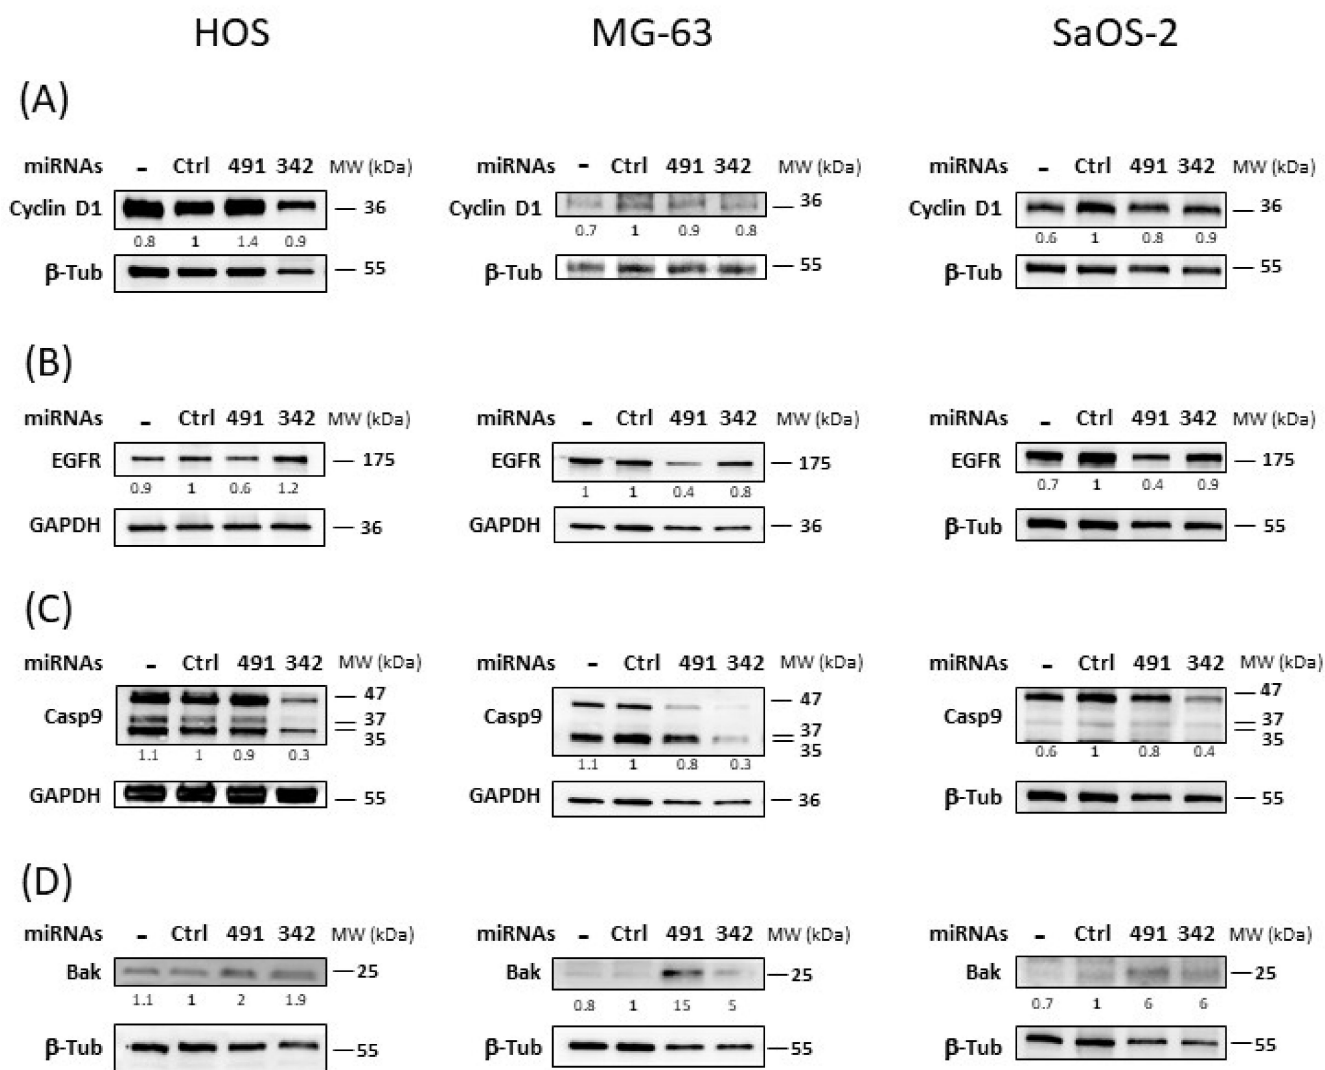 HOS MG-63 SaOS-2
(A)
miRNAs - Ctrl 491 342 MW (kDa) miRNAs - Ctrl 491 342 MW (kDa) miRNAs - Ctrl 491 342 MW (kDa)
Cyclin D1 — 36 Cyclin D1 — 36 Cyclin D1 — 36
0.8 1 1.4 0.9 0.7 1 0.9 0.8 0.6 1 0.8 0.9
β-Tub — 55 β-Tub — 55 β-Tub — 55
(B)
miRNAs - Ctrl 491 342 MW (kDa) miRNAs - Ctrl 491 342 MW (kDa) miRNAs - Ctrl 491 342 MW (kDa)
EGFR — 175 EGFR — 175 EGFR — 175
0.9 1 0.6 1.2 1 1 0.4 0.8 0.7 1 0.4 0.9
GAPDH — 36 GAPDH — 36 β-Tub — 55
(C)
miRNAs - Ctrl 491 342 MW (kDa) miRNAs - Ctrl 491 342 MW (kDa) miRNAs - Ctrl 491 342 MW (kDa)
— 47 — 47 — 47
Casp9 — 37 Casp9 — 37 Casp9 — 37
— 35 — 35 — 35
1.1 1 0.9 0.3 1.1 1 0.8 0.3 0.6 1 0.8 0.4
GAPDH — 55 GAPDH — 36 β-Tub — 55
(D)
miRNAs - Ctrl 491 342 MW (kDa) miRNAs - Ctrl 491 342 MW (kDa) miRNAs - Ctrl 491 342 MW (kDa)
Bak —25 Bak —25 Bak —25
1.1 1 2 1.9 0.8 1 15 5 0.7 1 6 6
β-Tub —55 β-Tub —55 β-Tub —55